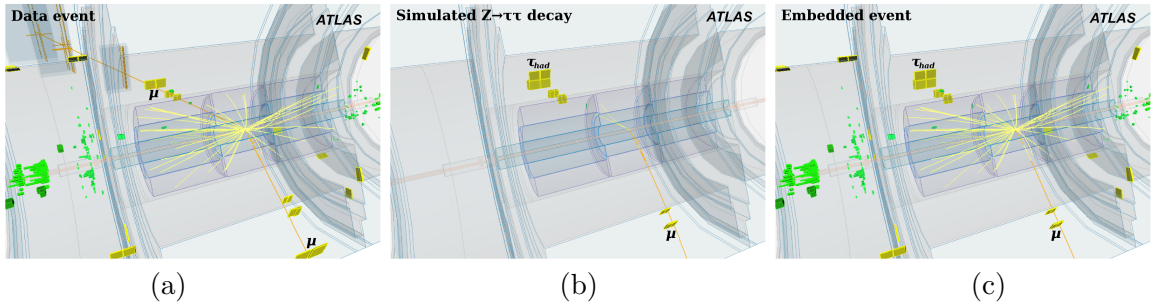 Data event
ATLAS
μ
μ
(a)
Simulated Z→ττ decay
ATLAS
τhad
μ
(b)
Embedded event
ATLAS
τhad
μ
(c)